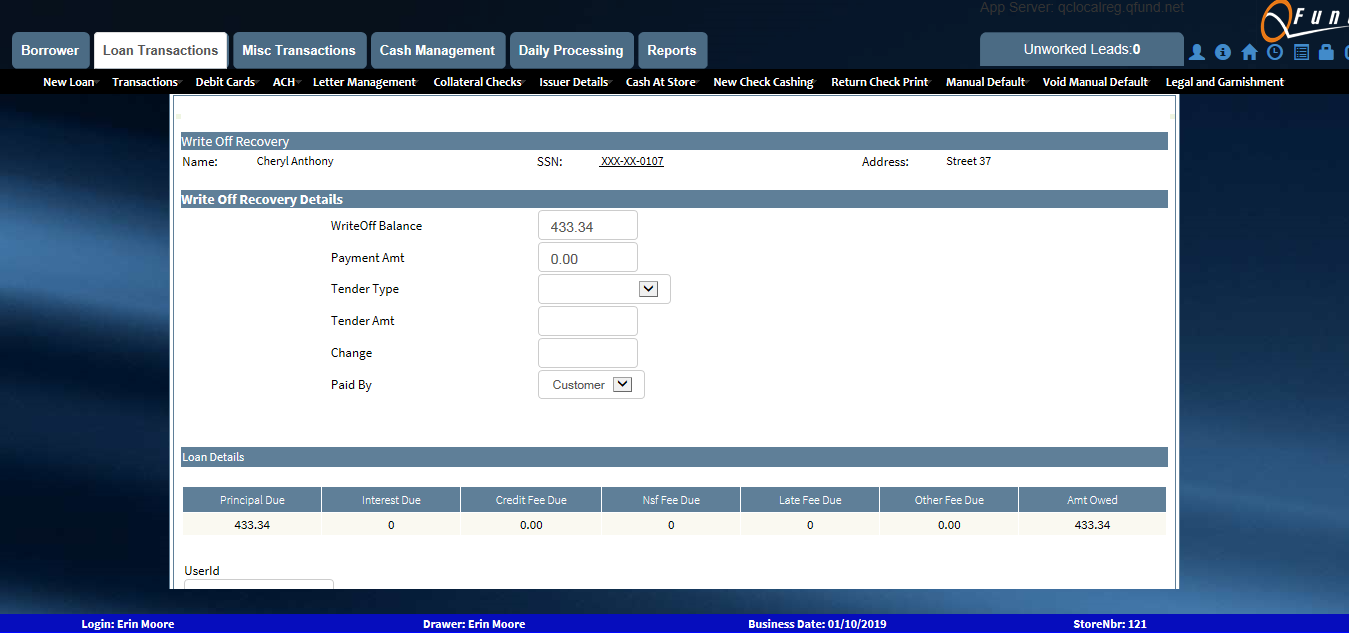 App Server: qclocalreg.qfund.net
QFun
Borrower Loan Transactions Misc Transactions Cash Management Daily Processing Reports Unworked Leads:0
New Loan Transactions Debit Cards ACH Letter Management Collateral Checks Issuer Details Cash At Store New Check Cashing Return Check Print Manual Default Void Manual Default Legal and Garnishment
Write Off Recovery
Name: Cheryl Anthony SSN: XXX-XX-0107 Address: Street 37
Write Off Recovery Details
WriteOff Balance 433.34
Payment Amt 0.00
Tender Type
Tender Amt
Change
Paid By Customer
Loan Details
Principal Due Interest Due Credit Fee Due Nsf Fee Due Late Fee Due Other Fee Due Amt Owed
433.34 0 0.00 0 0 0.00 433.34
UserId
Login: Erin Moore Drawer: Erin Moore Business Date: 01/10/2019 StoreNbr: 121